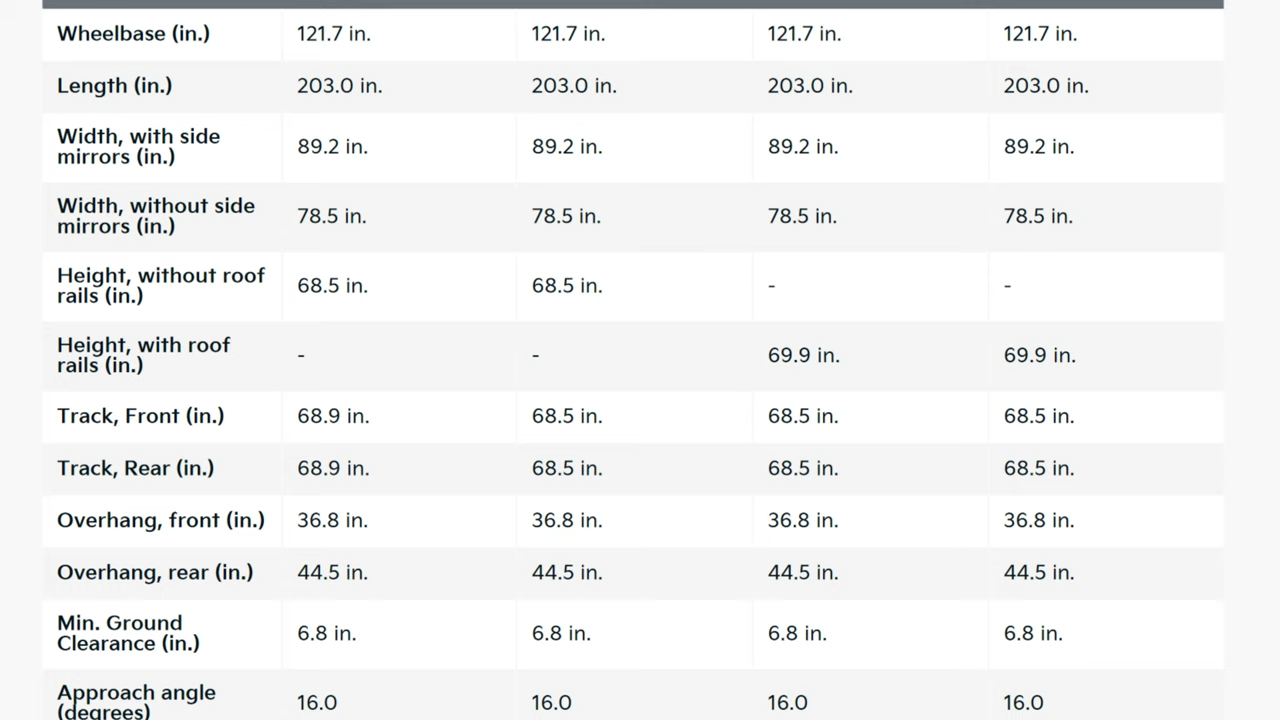 Wheelbase (in.) 121.7 in. 121.7 in. 121.7 in. 121.7 in.
Length (in.) 203.0 in. 203.0 in. 203.0 in. 203.0 in.
Width, with side
mirrors (in.) 89.2 in. 89.2 in. 89.2 in. 89.2 in.
Width, without side
mirrors (in.) 78.5 in. 78.5 in. 78.5 in. 78.5 in.
Height, without roof
rails (in.) 68.5 in. 68.5 in. - -
Height, with roof
rails (in.) - - 69.9 in. 69.9 in.
Track, Front (in.) 68.9 in. 68.5 in. 68.5 in. 68.5 in.
Track, Rear (in.) 68.9 in. 68.5 in. 68.5 in. 68.5 in.
Overhang, front (in.) 36.8 in. 36.8 in. 36.8 in. 36.8 in.
Overhang, rear (in.) 44.5 in. 44.5 in. 44.5 in. 44.5 in.
Min. Ground
Clearance (in.) 6.8 in. 6.8 in. 6.8 in. 6.8 in.
Approach angle
(degrees) 16.0 16.0 16.0 16.0